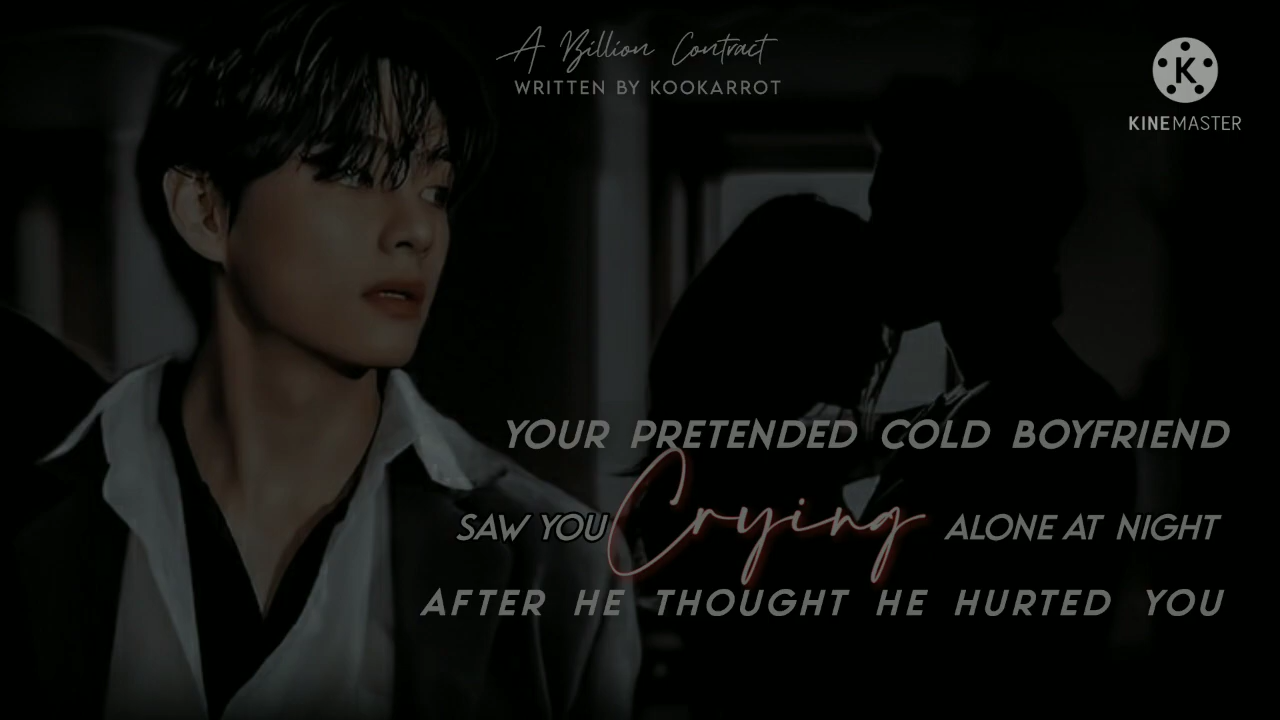 A Billion Contract
WRITTEN BY KOOKARROT
K
KINEMASTER
YOUR PRETENDED COLD BOYFRIEND
SAW YOU Crying ALONE AT NIGHT
AFTER HE THOUGHT HE HURTED YOU